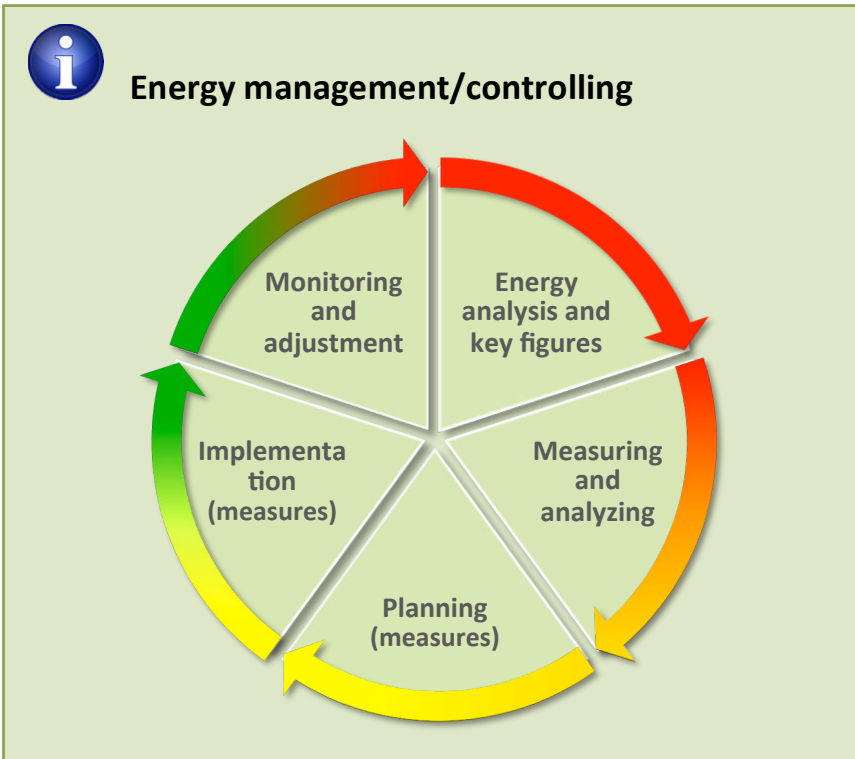 i
Energy management/controlling
Monitoring
and
adjustment
Energy
analysis and
key figures
Implementa
tion
(measures)
Measuring
and
analyzing
Planning
(measures)